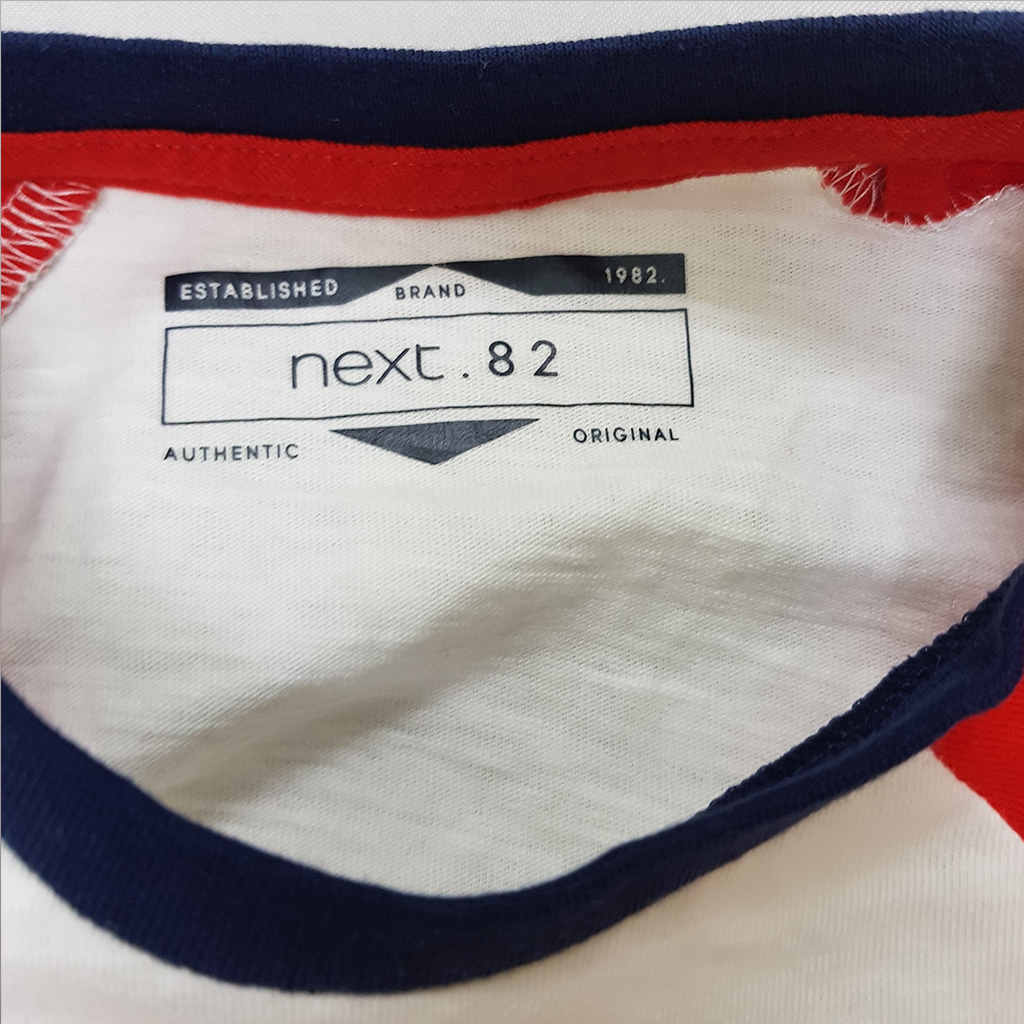 ESTABLISHED BRAND 1982.
next.82
AUTHENTIC ORIGINAL